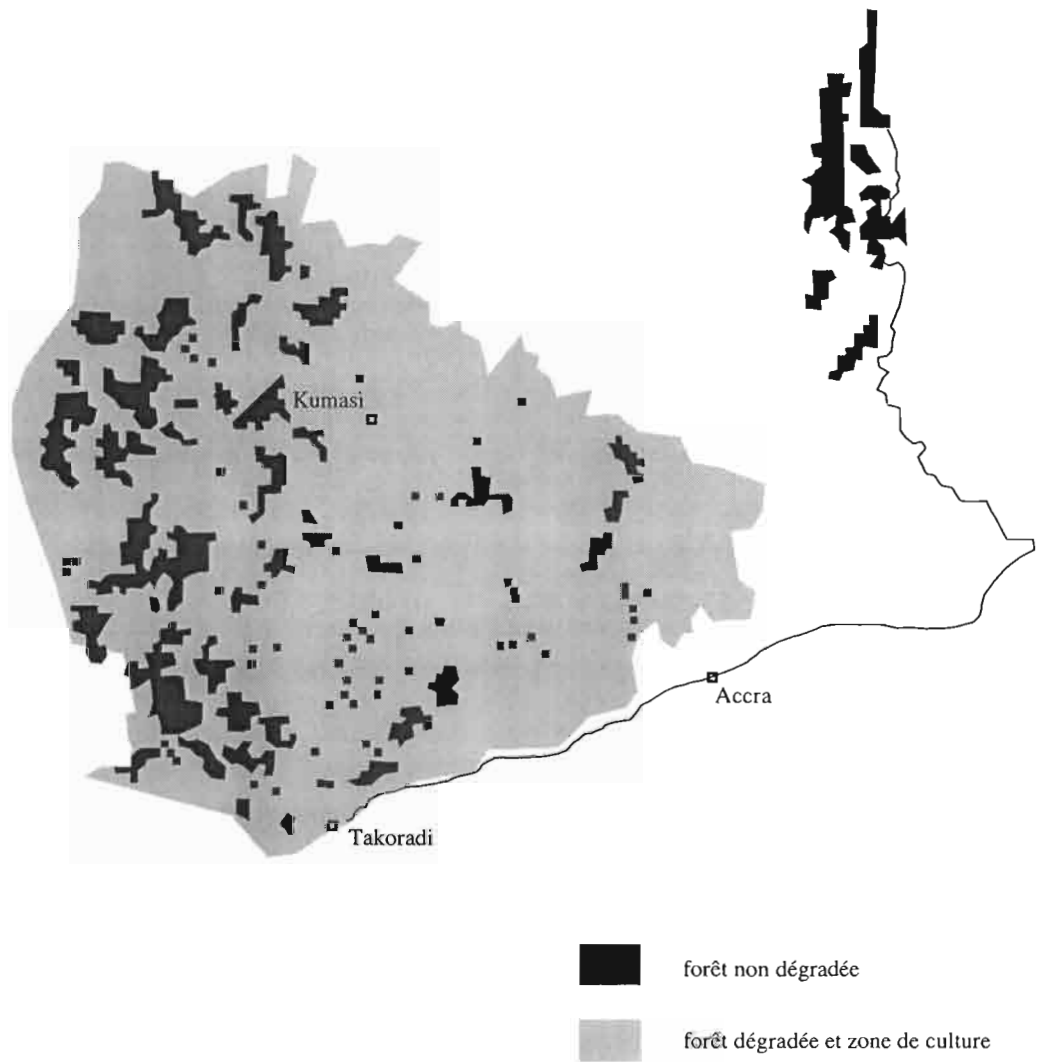 Kumasi
Accra
Takoradi
forêt non dégradée
forêt dégradée et zone de culture